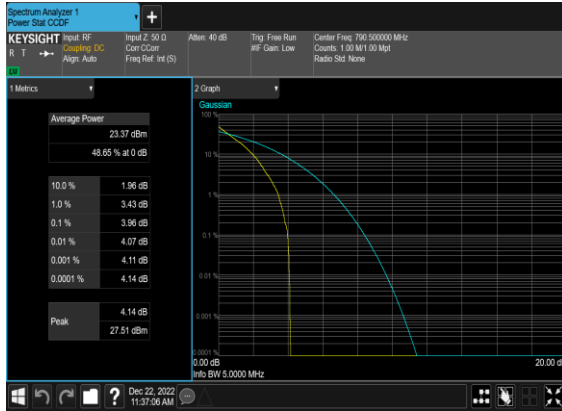 Spectrum Analyzer 1
Power Stat CCDF
+
KEYSIGHT
R T
LU
Input: RF
Coupling: DC
Align: Auto
Input Z: 50 Ω
Corr CCorr
Freq Ref: Int (S)
Atten: 40 dB
Trig: Free Run
#IF Gain: Low
Center Freq: 790.500000 MHz
Counts: 1.00 M/1.00 Mpt
Radio Std: None
1 Metrics
Average Power
23.37 dBm
48.65 % at 0 dB
10.0 % 1.96 dB
1.0 % 3.43 dB
0.1 % 3.96 dB
0.01 % 4.07 dB
0.001 % 4.11 dB
0.0001 % 4.14 dB
Peak
4.14 dB
27.51 dBm
2 Graph
Gaussian
100 %
10 %
1 %
0.1 %
0.01 %
0.001 %
0.0001 %
0.00 dB
20.00 d
Info BW 5.0000 MHz
?
Dec 22, 2022
11:37:06 AM